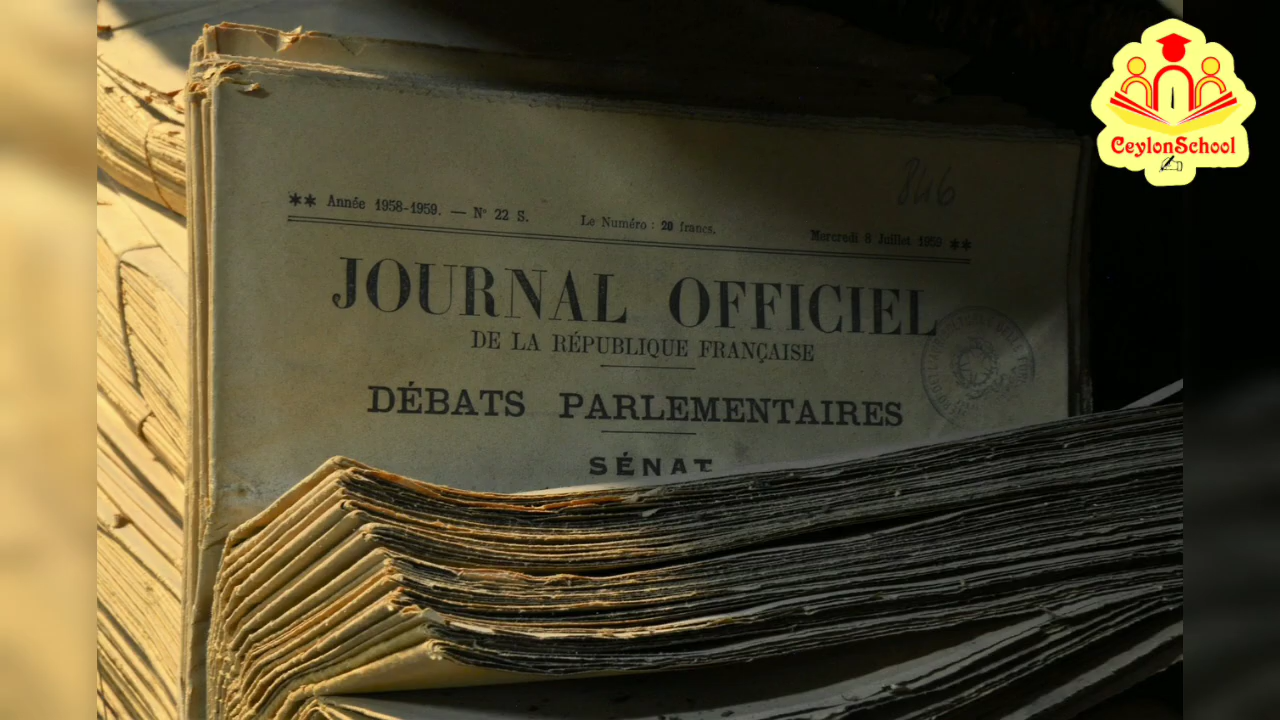 846
** Année 1958-1959. — N° 22 S. Le Numéro : 20 francs. Mercredi 8 Juillet 1959 **
JOURNAL OFFICIEL
DE LA RÉPUBLIQUE FRANÇAISE
DÉBATS PARLEMENTAIRES
SÉNAT
CeylonSchool